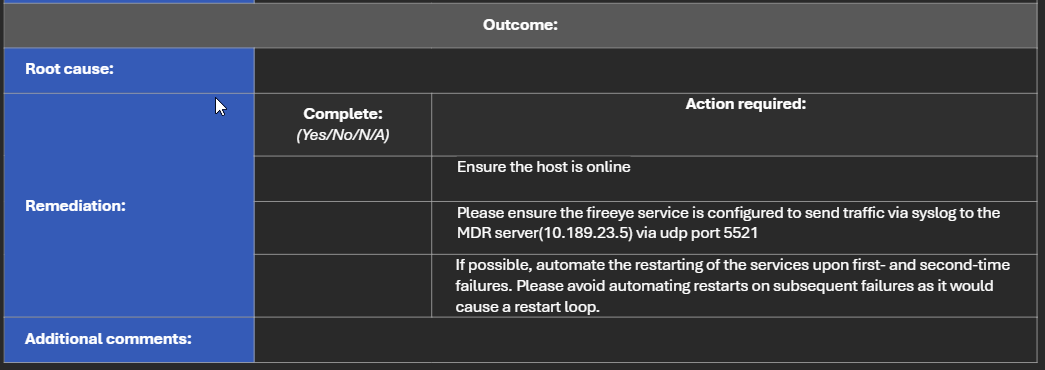 Outcome:
Root cause:
Complete:
(Yes/No/N/A)
Action required:
Remediation:
Ensure the host is online
Please ensure the fireeye service is configured to send traffic via syslog to the
MDR server(10.189.23.5) via udp port 5521
If possible, automate the restarting of the services upon first- and second-time
failures. Please avoid automating restarts on subsequent failures as it would
cause a restart loop.
Additional comments: